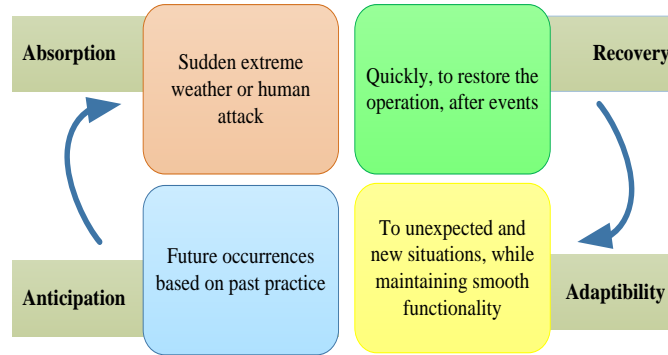 Absorption
Sudden extreme
weather or human
attack
Quickly, to restore the
operation, after events
Recovery
Anticipation
Future occurrences
based on past practice
To unexpected and
new situations, while
maintaining smooth
functionality
Adaptibility